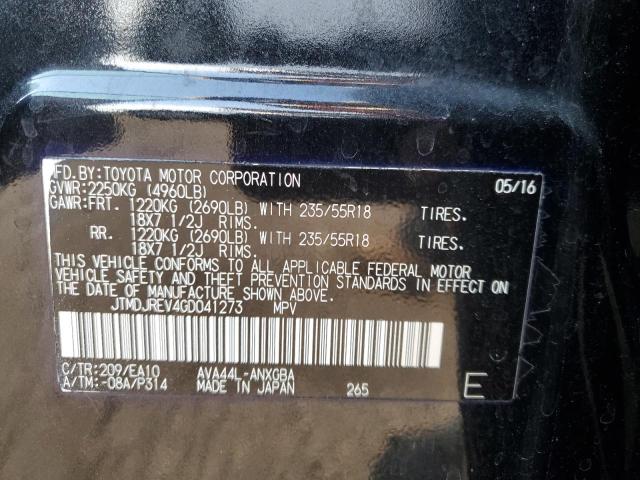 MFD.BY:TOYOTA MOTOR CORPORATION 05/16
GVWR:2250KG (4960LB)
GAWR:FRT. 1220KG (2690LB) WITH 235/55R18 TIRES.
18X7 1/2J RIMS.
RR. 1220KG (2690LB) WITH 235/55R18 TIRES.
18X7 1/2J RIMS.
THIS VEHICLE CONFORMS TO ALL APPLICABLE FEDERAL MOTOR
VEHICLE SAFETY AND THEFT PREVENTION STANDARDS IN EFFECT ON
THE DATE OF MANUFACTURE SHOWN ABOVE.
JTMDJREV4GD041273 MPV
C/TR:209/EA10 AVA44L-ANXGBA
A/TM:-08A/P314 MADE IN JAPAN 265 E